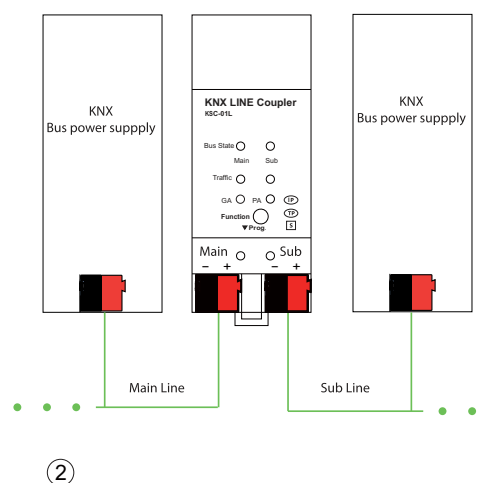 KNX
Bus power suppply
KNX LINE Coupler
KSC-01L
Bus State
Main Sub
Traffic
GA PA IP
TP
Function
S
▼Prog.
Main Sub
– + – +
KNX
Bus power suppply
Main Line
Sub Line
2